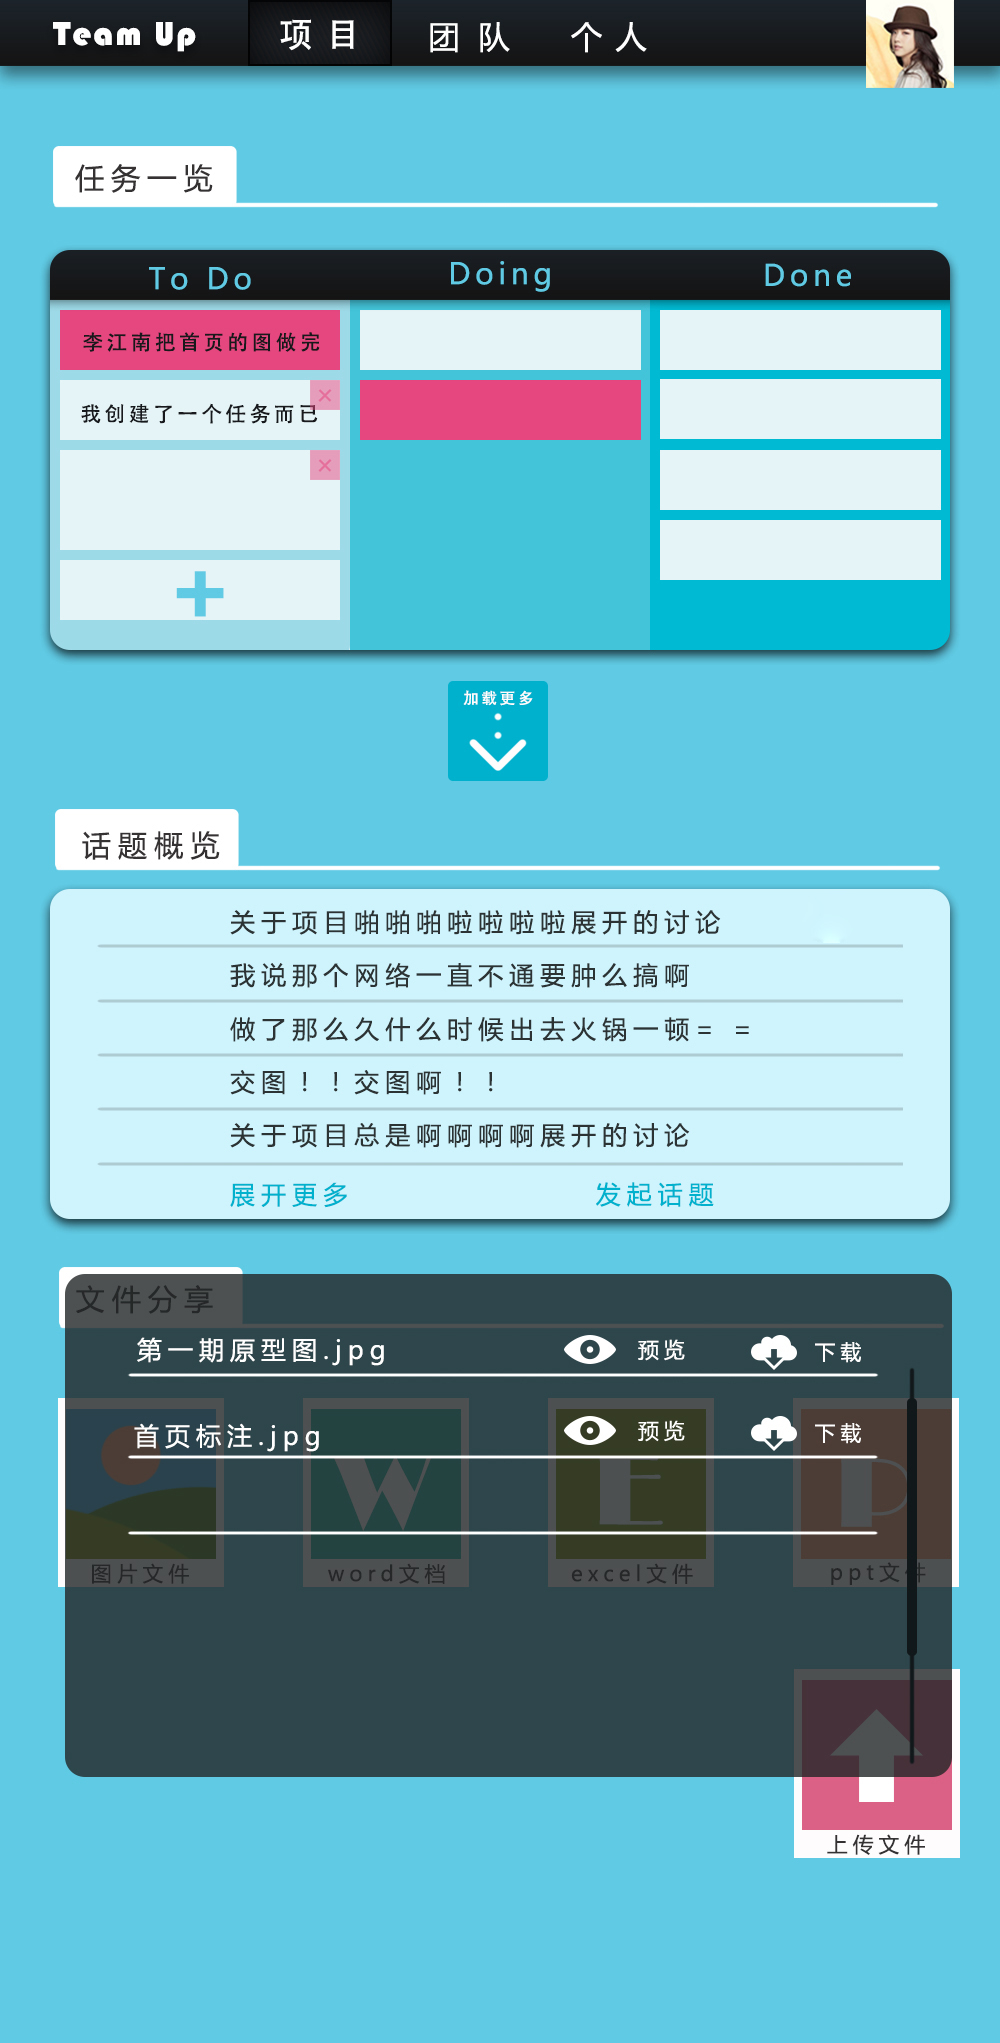 Team Up 项目 团队 个人
任务一览
To Do Doing Done
李江南把首页的图做完
我创建了一个任务而已
加载更多
话题概览
关于项目啪啪啪啦啦啦啦展开的讨论
我说那个网络一直不通要肿么搞啊
做了那么久什么时候出去火锅一顿= =
交图！！交图啊！！
关于项目总是啊啊啊啊展开的讨论
展开更多 发起话题
文件分享
第一期原型图.jpg 预览 下载
首页标注.jpg 预览 下载
W E P
图片文件 word文档 excel文件 ppt文件
上传文件